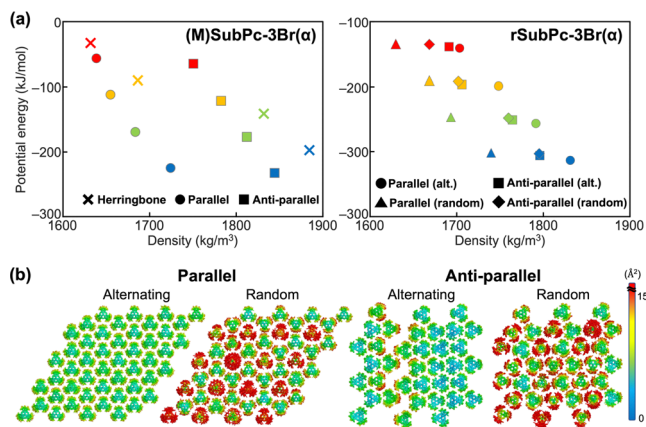 (a)
(M)SubPc-3Br(α)
rSubPc-3Br(α)
Potential energy (kJ/mol)
0
−100
−200
−300
1600
1700
1800
1900
Density (kg/m³)
Herringbone
Parallel
Anti-parallel
−100
−200
−300
−400
1600
1700
1800
1900
Density (kg/m³)
Parallel (alt.)
Anti-parallel (alt.)
Parallel (random)
Anti-parallel (random)
(b)
Parallel
Anti-parallel
Alternating
Random
Alternating
Random
(Å²)
15
0